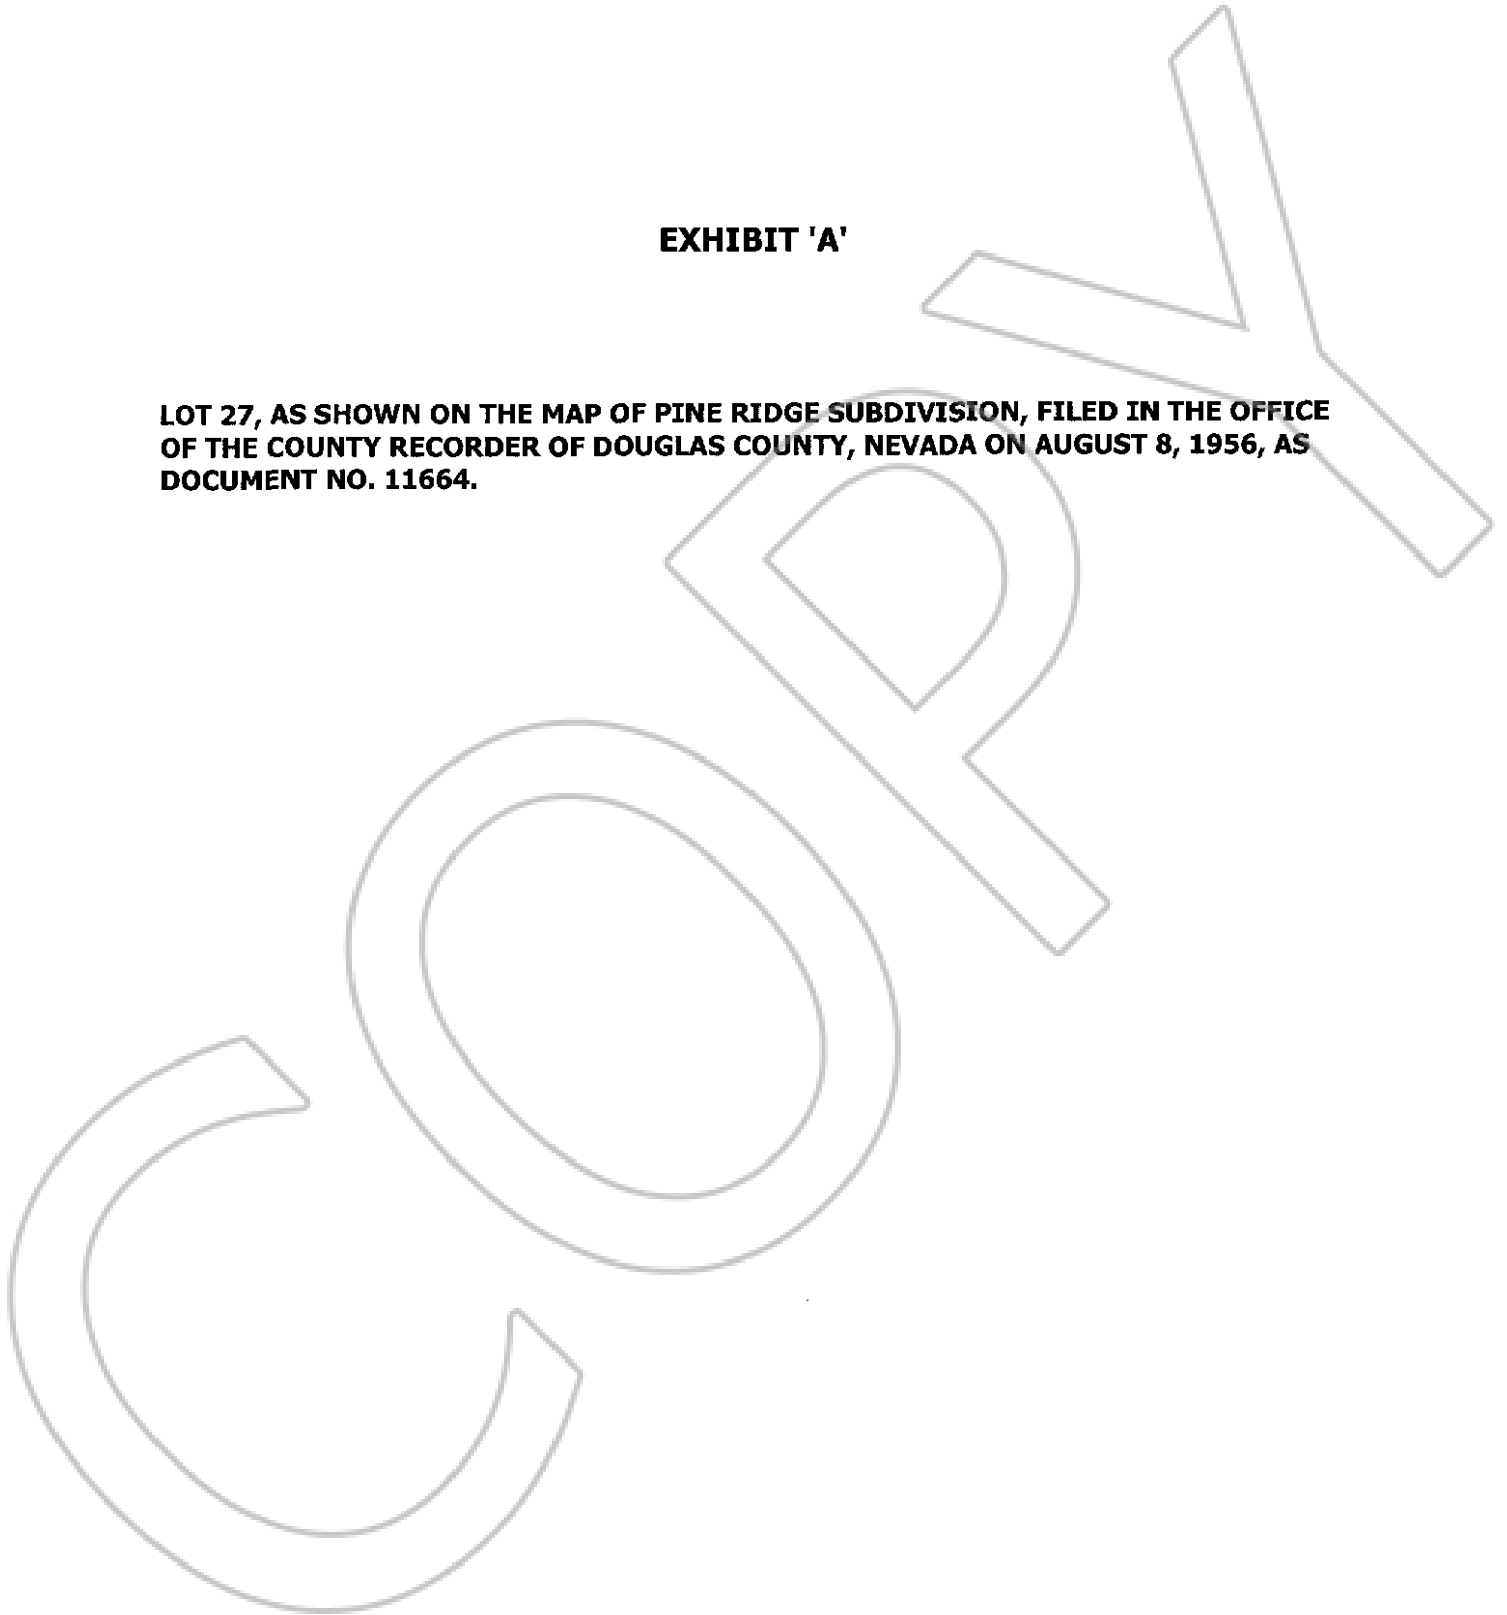 EXHIBIT 'A'
LOT 27, AS SHOWN ON THE MAP OF PINE RIDGE SUBDIVISION, FILED IN THE OFFICE
OF THE COUNTY RECORDER OF DOUGLAS COUNTY, NEVADA ON AUGUST 8, 1956, AS
DOCUMENT NO. 11664.
COPY